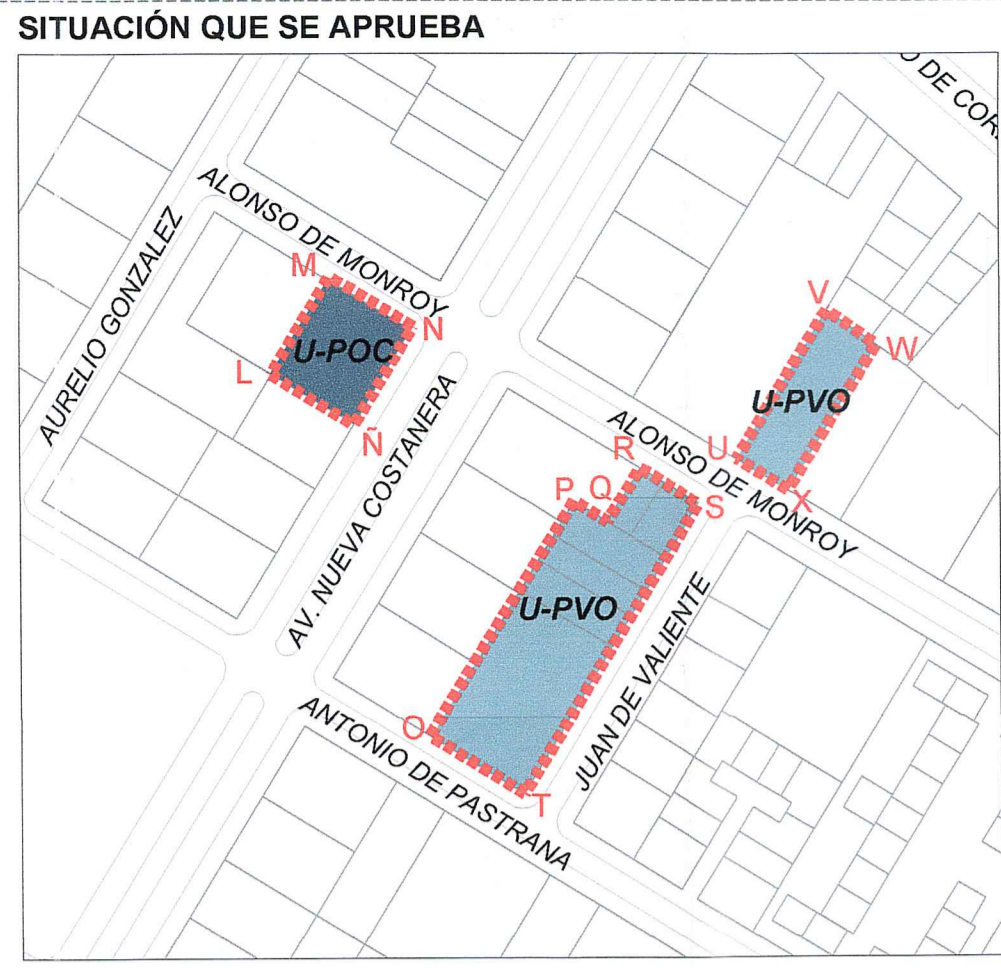 SITUACIÓN QUE SE APRUEBA
O DE COR
ALONSO DE MONROY
AURELIO GONZALEZ
M
N
U-POC
L
Ñ
V
W
U-PVO
U
X
ALONSO DE MONROY
R
S
P
Q
AV. NUEVA COSTANERA
U-PVO
JUAN DE VALIENTE
O
T
ANTONIO DE PASTRANA